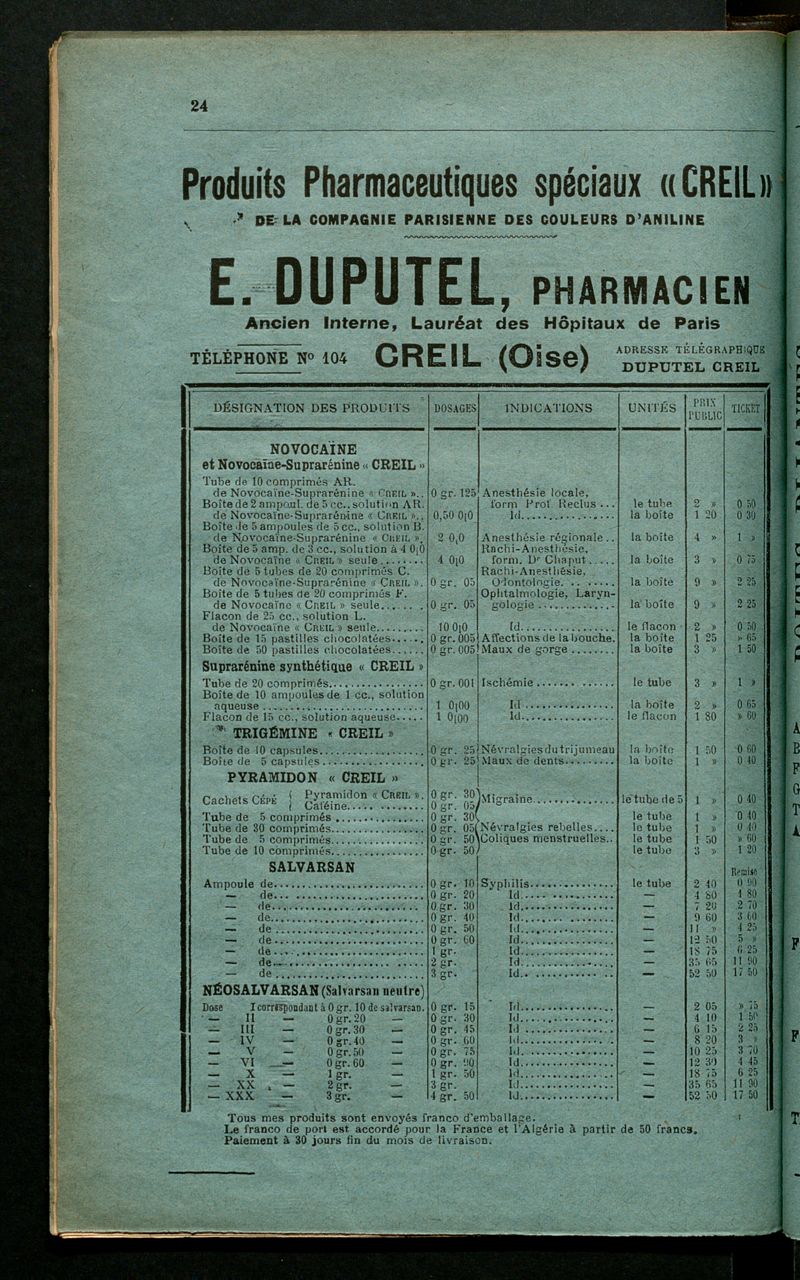 24
Produits Pharmaceutiques spéciaux « CREIL »
DE LA COMPAGNIE PARISIENNE DES COULEURS D'ANILINE
E. DUPUTEL, PHARMACIEN
Ancien Interne, Lauréat des Hôpitaux de Paris
TÉLÉPHONE No 104 CREIL (Oise) ADRESSE TÉLÉGRAPHIQUE
DUPUTEL CREIL
DÉSIGNATION DES PRODUITS DOSAGES INDICATIONS UNITÉS PRIX PUBLIC TICKET
NOVOCAÏNE
et Novocaïne-Suprarénine « CREIL »
Tube de 10 comprimés AR.
de Novocaïne-Suprarénine « CREIL ».. 0 gr. 125 Anesthésie locale,
Boîte de 2 ampoul. de 5 cc., solution AR. form Prof Reclus ... le tube 2 » 0 50
de Novocaïne-Suprarénine « CREIL ».. 0,50 0|0 Id. la boîte 1 20 0 30
Boîte de 5 ampoules de 5 cc., solution B.
de Novocaïne-Suprarénine « CREIL ». 2 0,0 Anesthésie régionale.. la boîte 4 » 1 »
Boîte de 5 amp. de 3 cc., solution à 4 0|0 Rachi-Anesthésie,
de Novocaïne « CREIL » seule 4 0|0 form. Dr Chaput. la boîte 3 » 0 75
Boîte de 5 tubes de 20 comprimés C. Rachi-Anesthésie,
de Novocaïne-Suprarénine « CREIL ». 0 gr. 05 Odontologie. la boîte 9 » 2 25
Boîte de 5 tubes de 20 comprimés F. Ophtalmologie, Laryn-
de Novocaïne « CREIL » seule 0 gr. 05 gologie la boîte 9 » 2 25
Flacon de 25 cc., solution L.
de Novocaïne « CREIL » seule 10 0|0 Id. le flacon 2 » 0 50
Boîte de 15 pastilles chocolatées 0 gr. 005 Affections de la bouche. la boîte 1 25 » 65
Boîte de 50 pastilles chocolatées 0 gr. 005 Maux de gorge la boîte 3 » 1 50
Suprarénine synthétique « CREIL »
Tube de 20 comprimés 0 gr. 001 Ischémie le tube 3 » 1 »
Boîte de 10 ampoules de 1 cc., solution
aqueuse 1 0|00 Id la boîte 2 » 0 65
Flacon de 15 cc., solution aqueuse 1 0|00 Id. le flacon 1 80 » 60
TRIGÉMINE « CREIL »
Boîte de 10 capsules 0 gr. 25 Névralgies du trijumeau la boîte 1 50 0 60
Boîte de 5 capsules 0 gr. 25 Maux de dents la boîte 1 » 0 40
PYRAMIDON « CREIL »
Cachets CÉPÉ { Pyramidon « CREIL ». 0 gr. 30 } Migraine le tube de 5 1 » 0 40
{ Caféine 0 gr. 05
Tube de 5 comprimés 0 gr. 30 le tube 1 » 0 40
Tube de 30 comprimés 0 gr. 05 Névralgies rebelles.... le tube 1 » 0 40
Tube de 5 comprimés 0 gr. 50 Coliques menstruelles.. le tube 1 50 » 60
Tube de 10 comprimés 0 gr. 50 le tube 3 » 1 20
SALVARSAN Remise
Ampoule de 0 gr. 10 Syphilis le tube 2 40 0 90
— de 0 gr. 20 Id. — 4 80 1 80
— de 0 gr. 30 Id. — 7 20 2 70
— de 0 gr. 40 Id. — 9 60 3 60
— de 0 gr. 50 Id. — 11 » 4 25
— de 0 gr. 60 Id. — 12 50 5 »
— de 1 gr. Id. — 18 75 6 25
— de 2 gr. Id. — 35 65 11 90
— de 3 gr. Id. — 52 50 17 50
NÉOSALVARSAN (Salvarsan neutre)
Dose I correspondant à 0 gr. 10 de salvarsan. 0 gr. 15 Id. — 2 05 » 75
— II — 0 gr. 20 — 0 gr. 30 Id. — 4 10 1 50
— III — 0 gr. 30 — 0 gr. 45 Id — 6 15 2 25
— IV — 0 gr. 40 — 0 gr. 60 Id. — 8 20 3 »
— V — 0 gr. 50 — 0 gr. 75 Id. — 10 25 3 70
— VI — 0 gr. 60 — 0 gr. 90 Id. — 12 30 4 45
— X — 1 gr. — 1 gr. 50 Id. — 18 75 6 25
— XX — 2 gr. — 3 gr. Id. — 35 65 11 90
— XXX — 3 gr. — 4 gr. 50 Id. — 52 50 17 50
Tous mes produits sont envoyés franco d'emballage.
Le franco de port est accordé pour la France et l'Algérie à partir de 50 francs.
Paiement à 30 jours fin du mois de livraison.